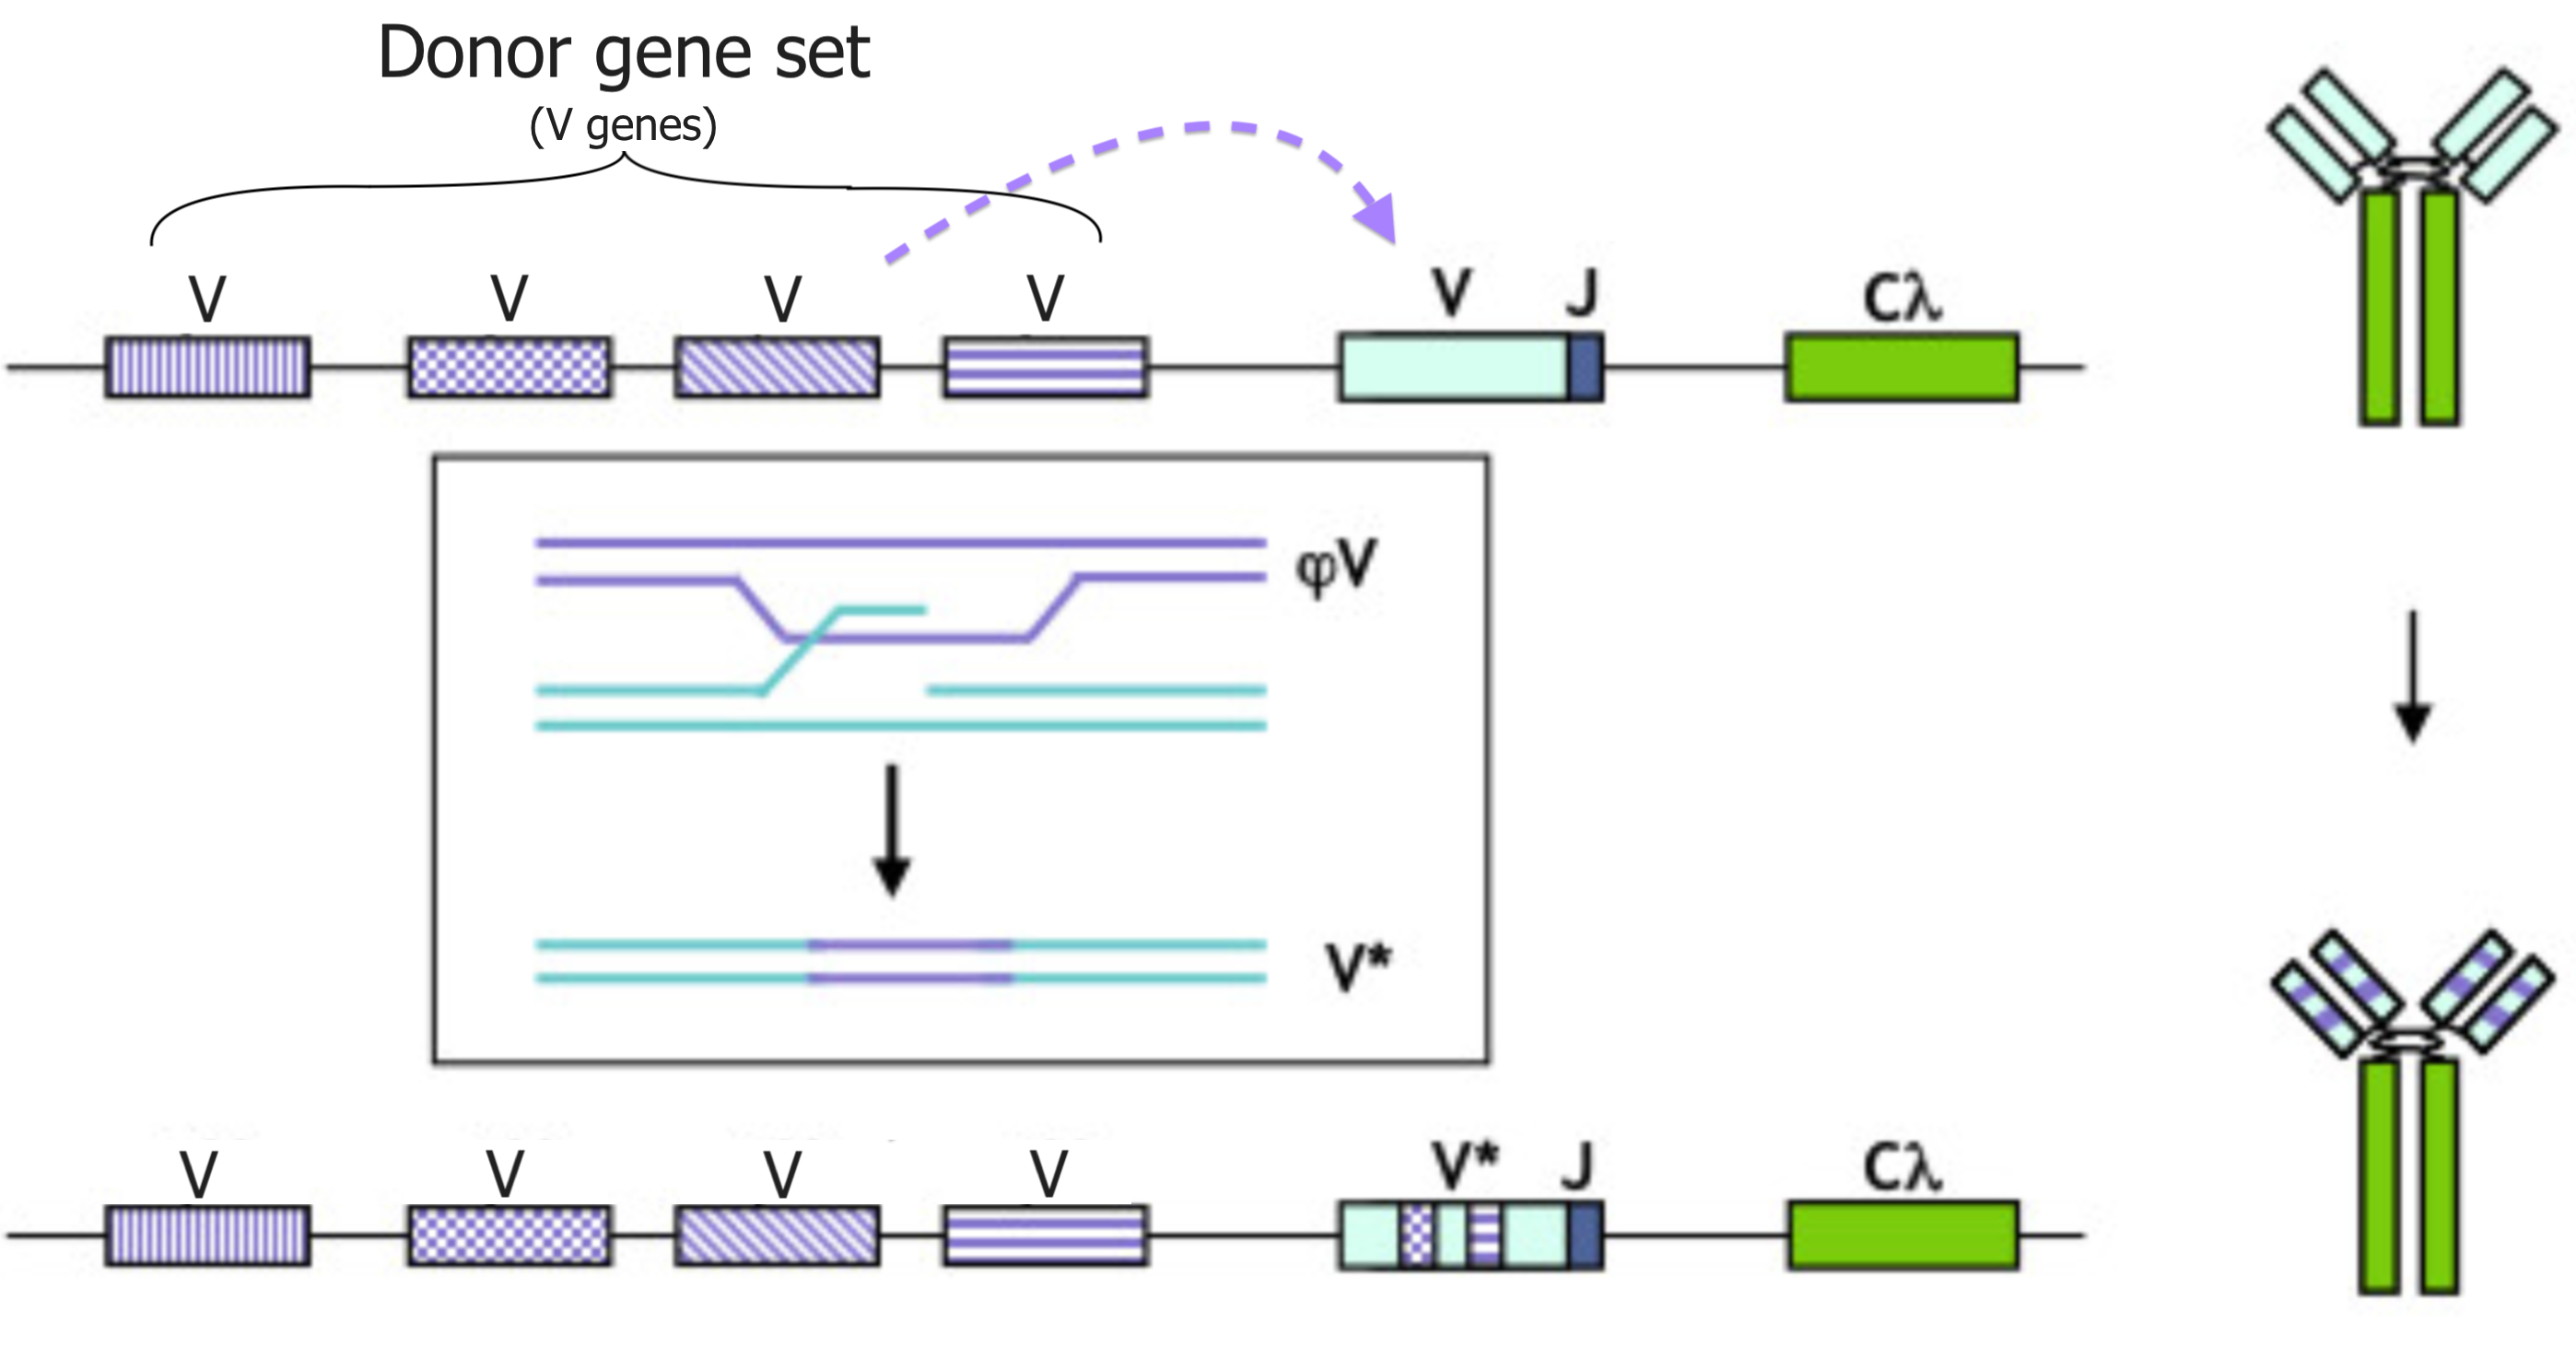 Donor gene set
(V genes)
V V V V V J Cλ
φV
V*
V V V V V* J Cλ